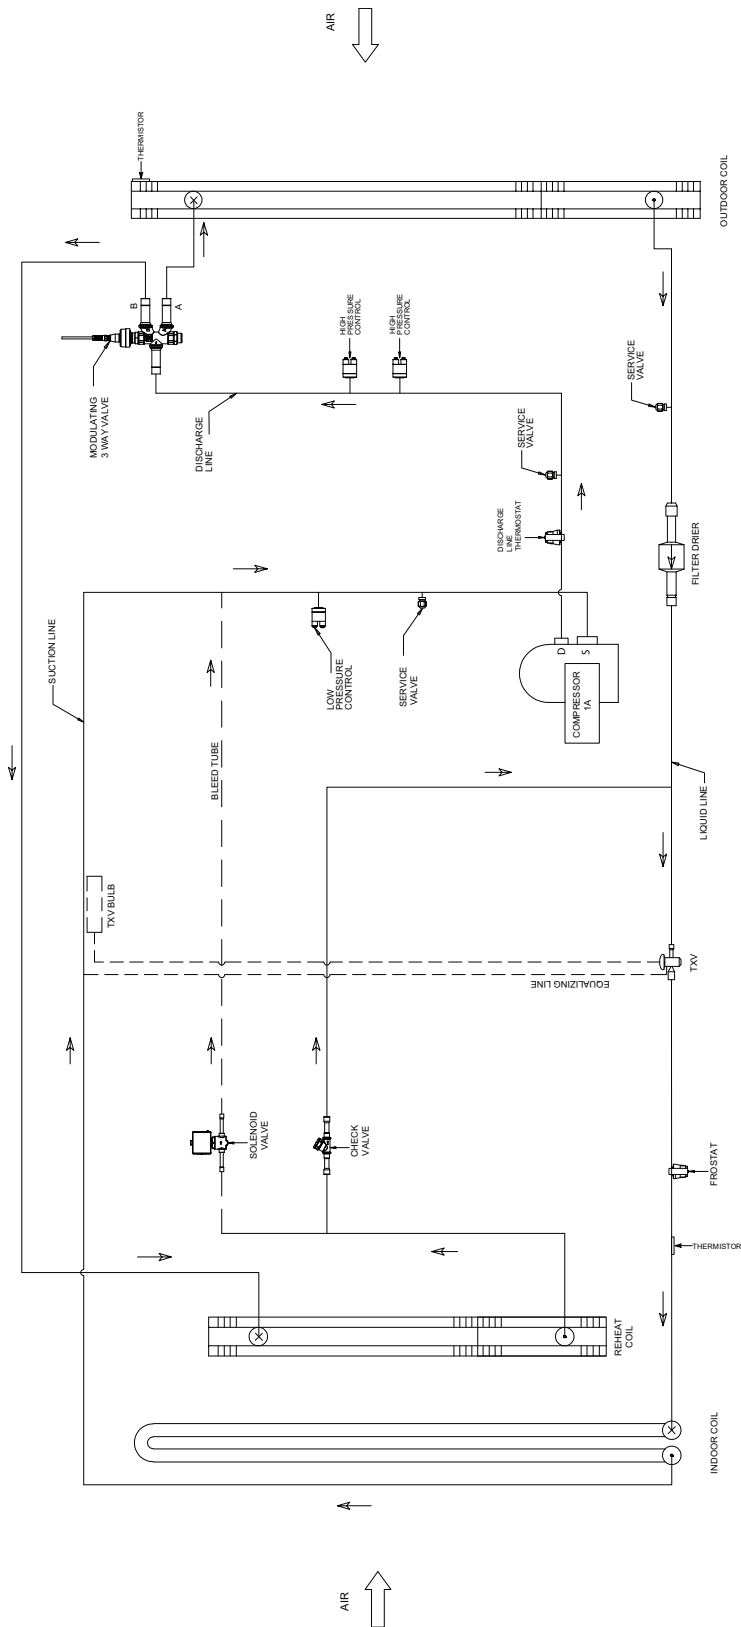 AIR
THERMISTOR
OUTDOOR COIL
B
A
MODULATING
3 WAY VALVE
HIGH
PRESSURE
CONTROL
HIGH
PRESSURE
CONTROL
DISCHARGE
LINE
SERVICE
VALVE
SERVICE
VALVE
DISCHARGE
LINE
THERMOSTAT
FILTER DRIER
SUCTION LINE
LOW
PRESSURE
CONTROL
SERVICE
VALVE
D
S
COMPRESSOR
1A
BLEED TUBE
LIQUID LINE
TXV BULB
TXV
EQUALIZING LINE
SOLENOID
VALVE
CHECK
VALVE
FROSTAT
THERMISTOR
REHEAT
COIL
INDOOR COIL
AIR